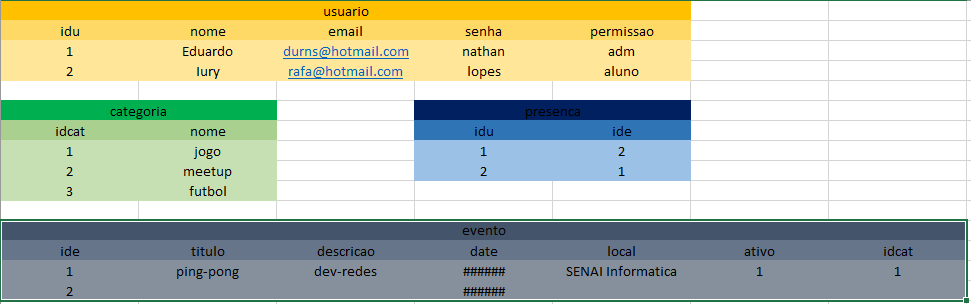 usuario
idu nome email senha permissao
1 Eduardo durns@hotmail.com nathan adm
2 Iury rafa@hotmail.com lopes aluno
categoria presenca
idcat nome idu ide
1 jogo 1 2
2 meetup 2 1
3 futbol
evento
ide titulo descricao date local ativo idcat
1 ping-pong dev-redes ###### SENAI Informatica 1 1
2 ######